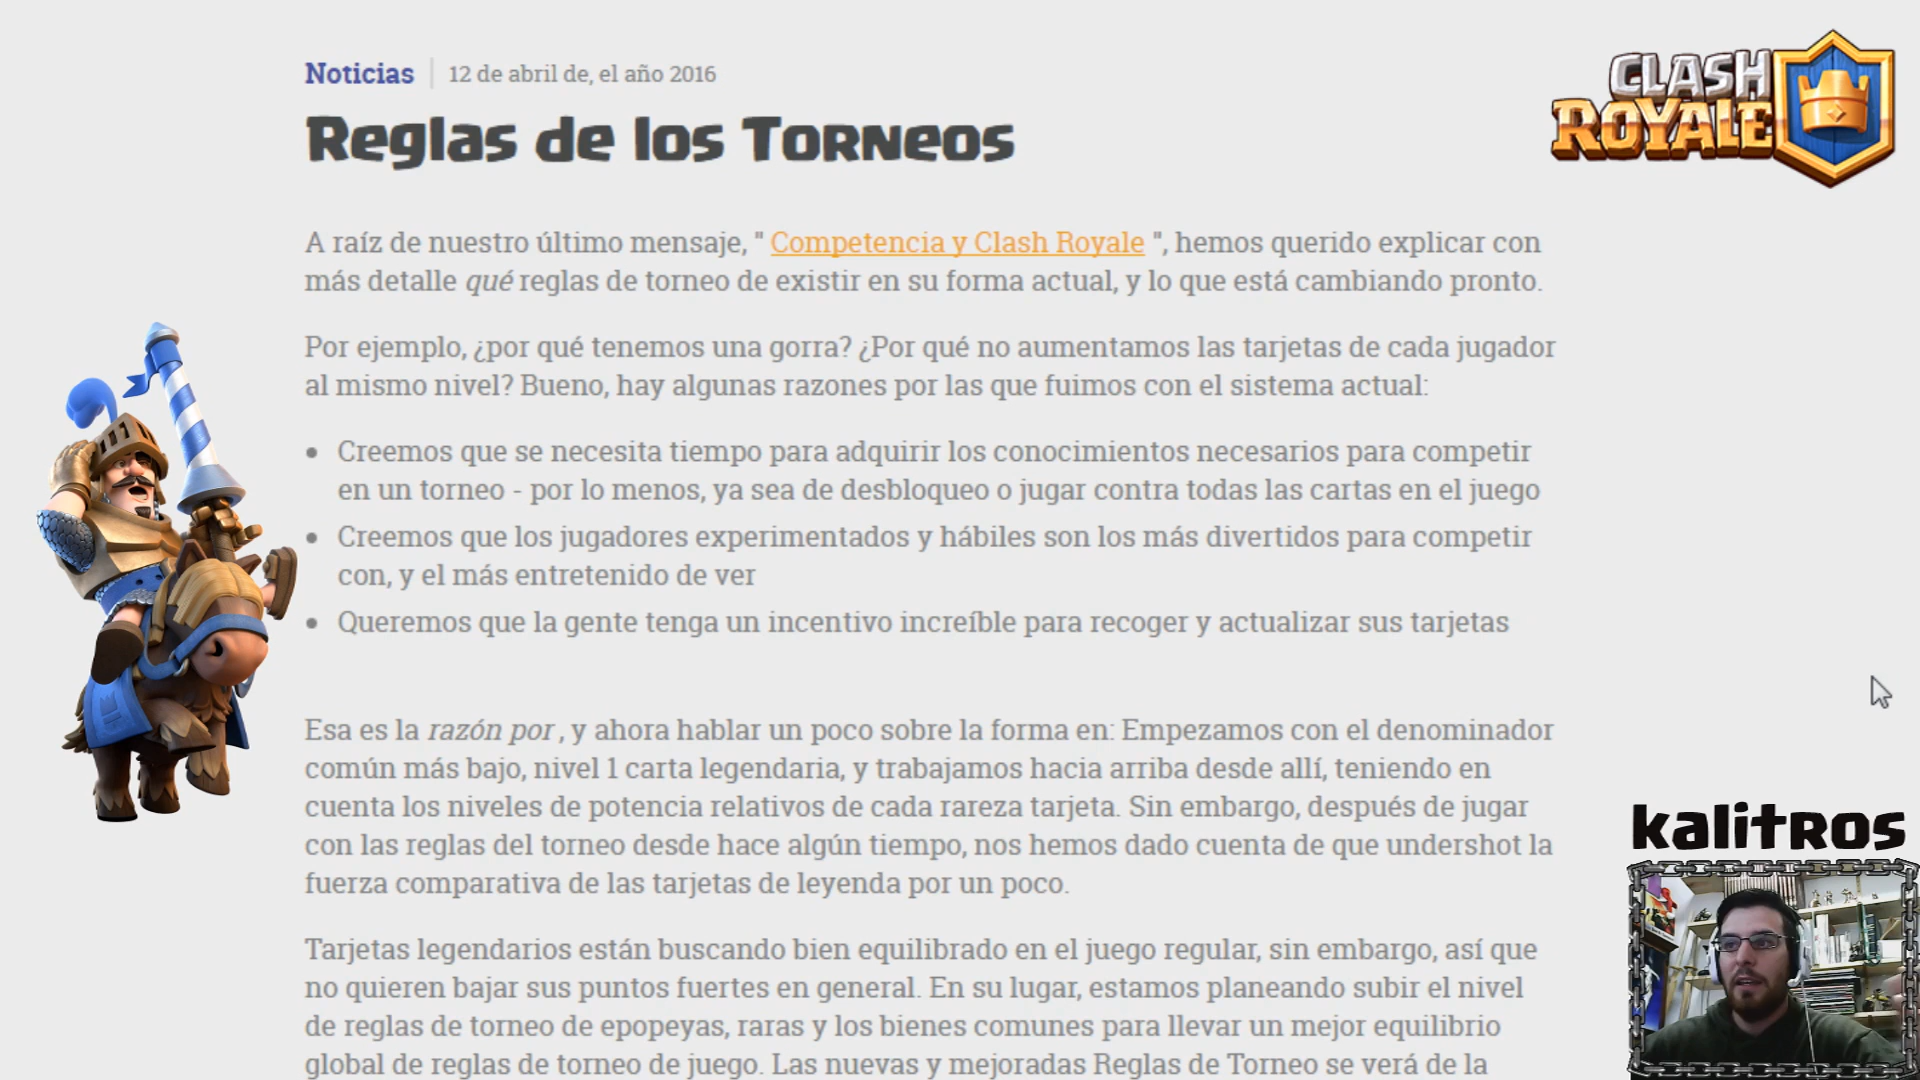 Noticias 12 de abril de, el año 2016
Reglas de los Torneos
CLASH
ROYALE
A raíz de nuestro último mensaje, " Competencia y Clash Royale ", hemos querido explicar con
más detalle qué reglas de torneo de existir en su forma actual, y lo que está cambiando pronto.
Por ejemplo, ¿por qué tenemos una gorra? ¿Por qué no aumentamos las tarjetas de cada jugador
al mismo nivel? Bueno, hay algunas razones por las que fuimos con el sistema actual:
• Creemos que se necesita tiempo para adquirir los conocimientos necesarios para competir
en un torneo - por lo menos, ya sea de desbloqueo o jugar contra todas las cartas en el juego
• Creemos que los jugadores experimentados y hábiles son los más divertidos para competir
con, y el más entretenido de ver
• Queremos que la gente tenga un incentivo increíble para recoger y actualizar sus tarjetas
Esa es la razón por , y ahora hablar un poco sobre la forma en: Empezamos con el denominador
común más bajo, nivel 1 carta legendaria, y trabajamos hacia arriba desde allí, teniendo en
cuenta los niveles de potencia relativos de cada rareza tarjeta. Sin embargo, después de jugar
con las reglas del torneo desde hace algún tiempo, nos hemos dado cuenta de que undershot la
fuerza comparativa de las tarjetas de leyenda por un poco.
Tarjetas legendarios están buscando bien equilibrado en el juego regular, sin embargo, así que
no quieren bajar sus puntos fuertes en general. En su lugar, estamos planeando subir el nivel
de reglas de torneo de epopeyas, raras y los bienes comunes para llevar un mejor equilibrio
global de reglas de torneo de juego. Las nuevas y mejoradas Reglas de Torneo se verá de la
kalitros